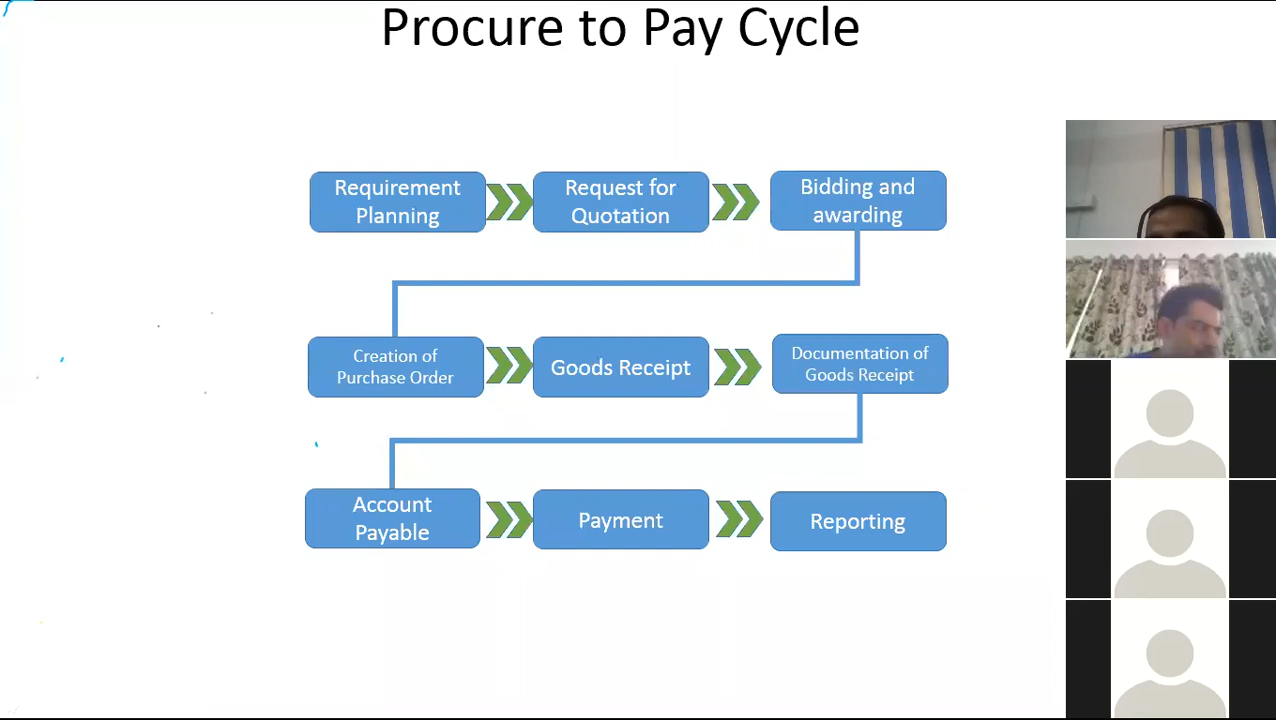 Procure to Pay Cycle
Requirement
Planning
Request for
Quotation
Bidding and
awarding
Creation of
Purchase Order
Goods Receipt
Documentation of
Goods Receipt
Account
Payable
Payment
Reporting